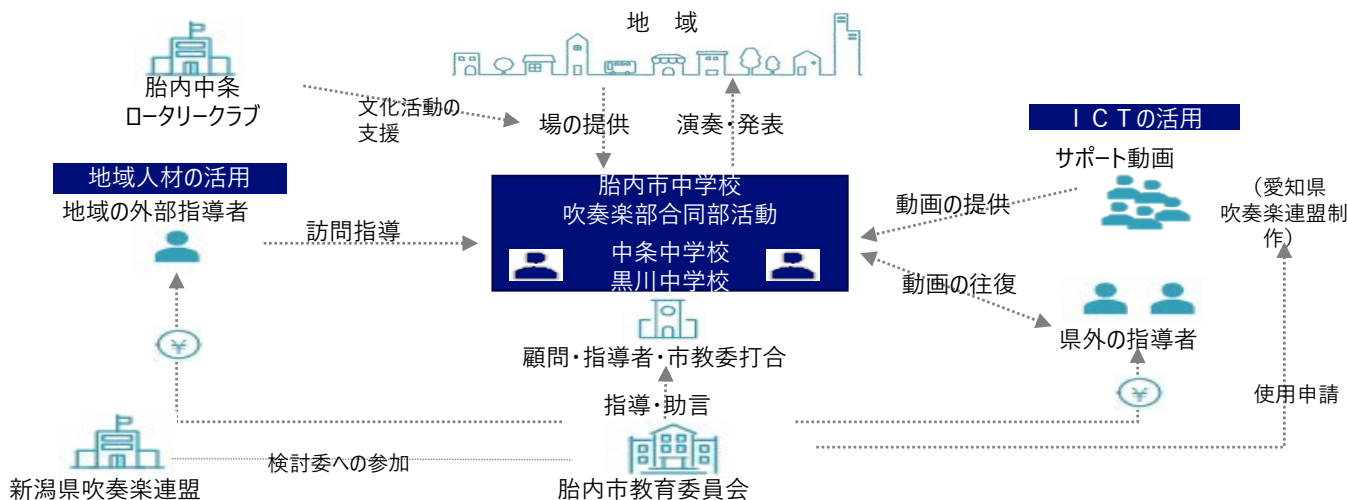 地 域
胎内中条
ロータリークラブ
文化活動の
支援
場の提供
演奏・発表
ＩＣＴの活用
サポート動画
（愛知県
吹奏楽連盟制
作）
地域人材の活用
地域の外部指導者
訪問指導
胎内市中学校
吹奏楽部合同部活動
中条中学校
黒川中学校
動画の提供
動画の往復
県外の指導者
¥
顧問・指導者・市教委打合
指導・助言
¥
使用申請
検討委への参加
新潟県吹奏楽連盟
胎内市教育委員会